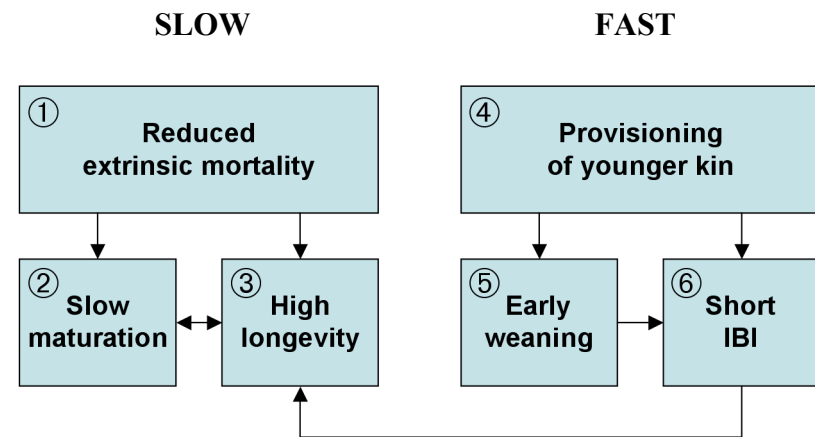 SLOW
FAST
①
Reduced
extrinsic mortality
④
Provisioning
of younger kin
②
Slow
maturation
③
High
longevity
⑤
Early
weaning
⑥
Short
IBI